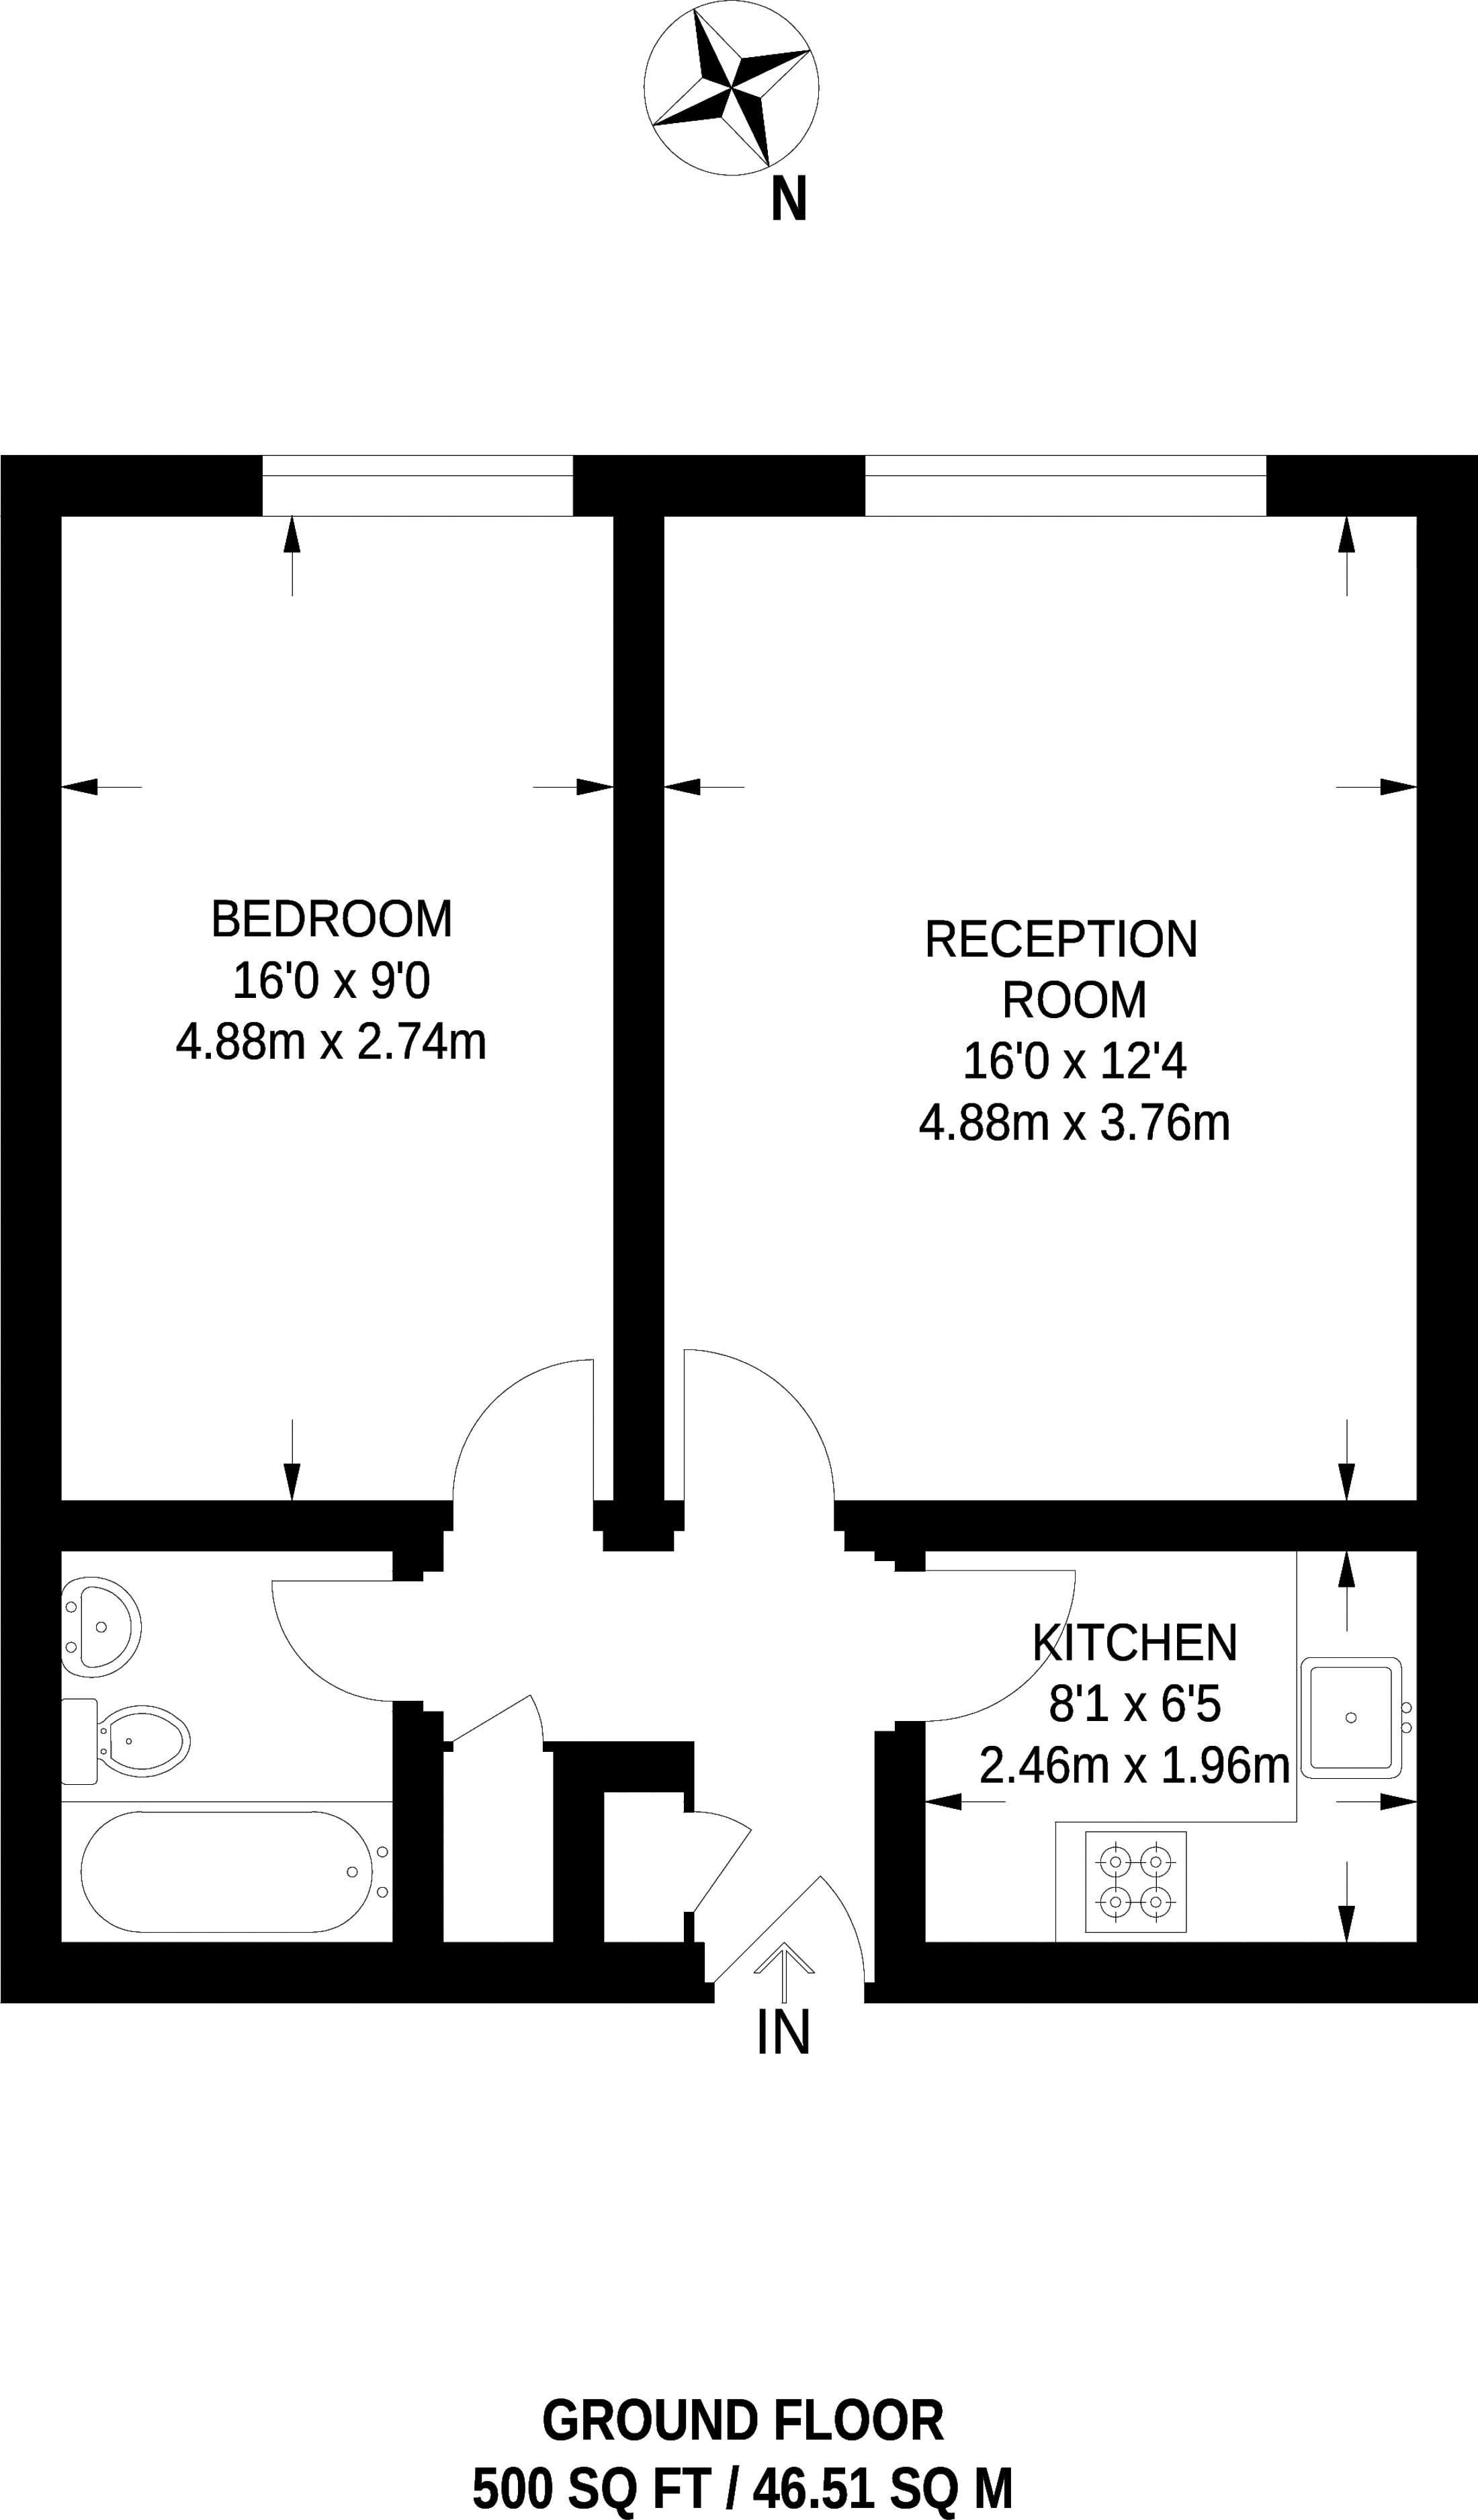 N
BEDROOM
16'0 x 9'0
4.88m x 2.74m
RECEPTION
ROOM
16'0 x 12'4
4.88m x 3.76m
KITCHEN
8'1 x 6'5
2.46m x 1.96m
IN
GROUND FLOOR
500 SQ FT / 46.51 SQ M